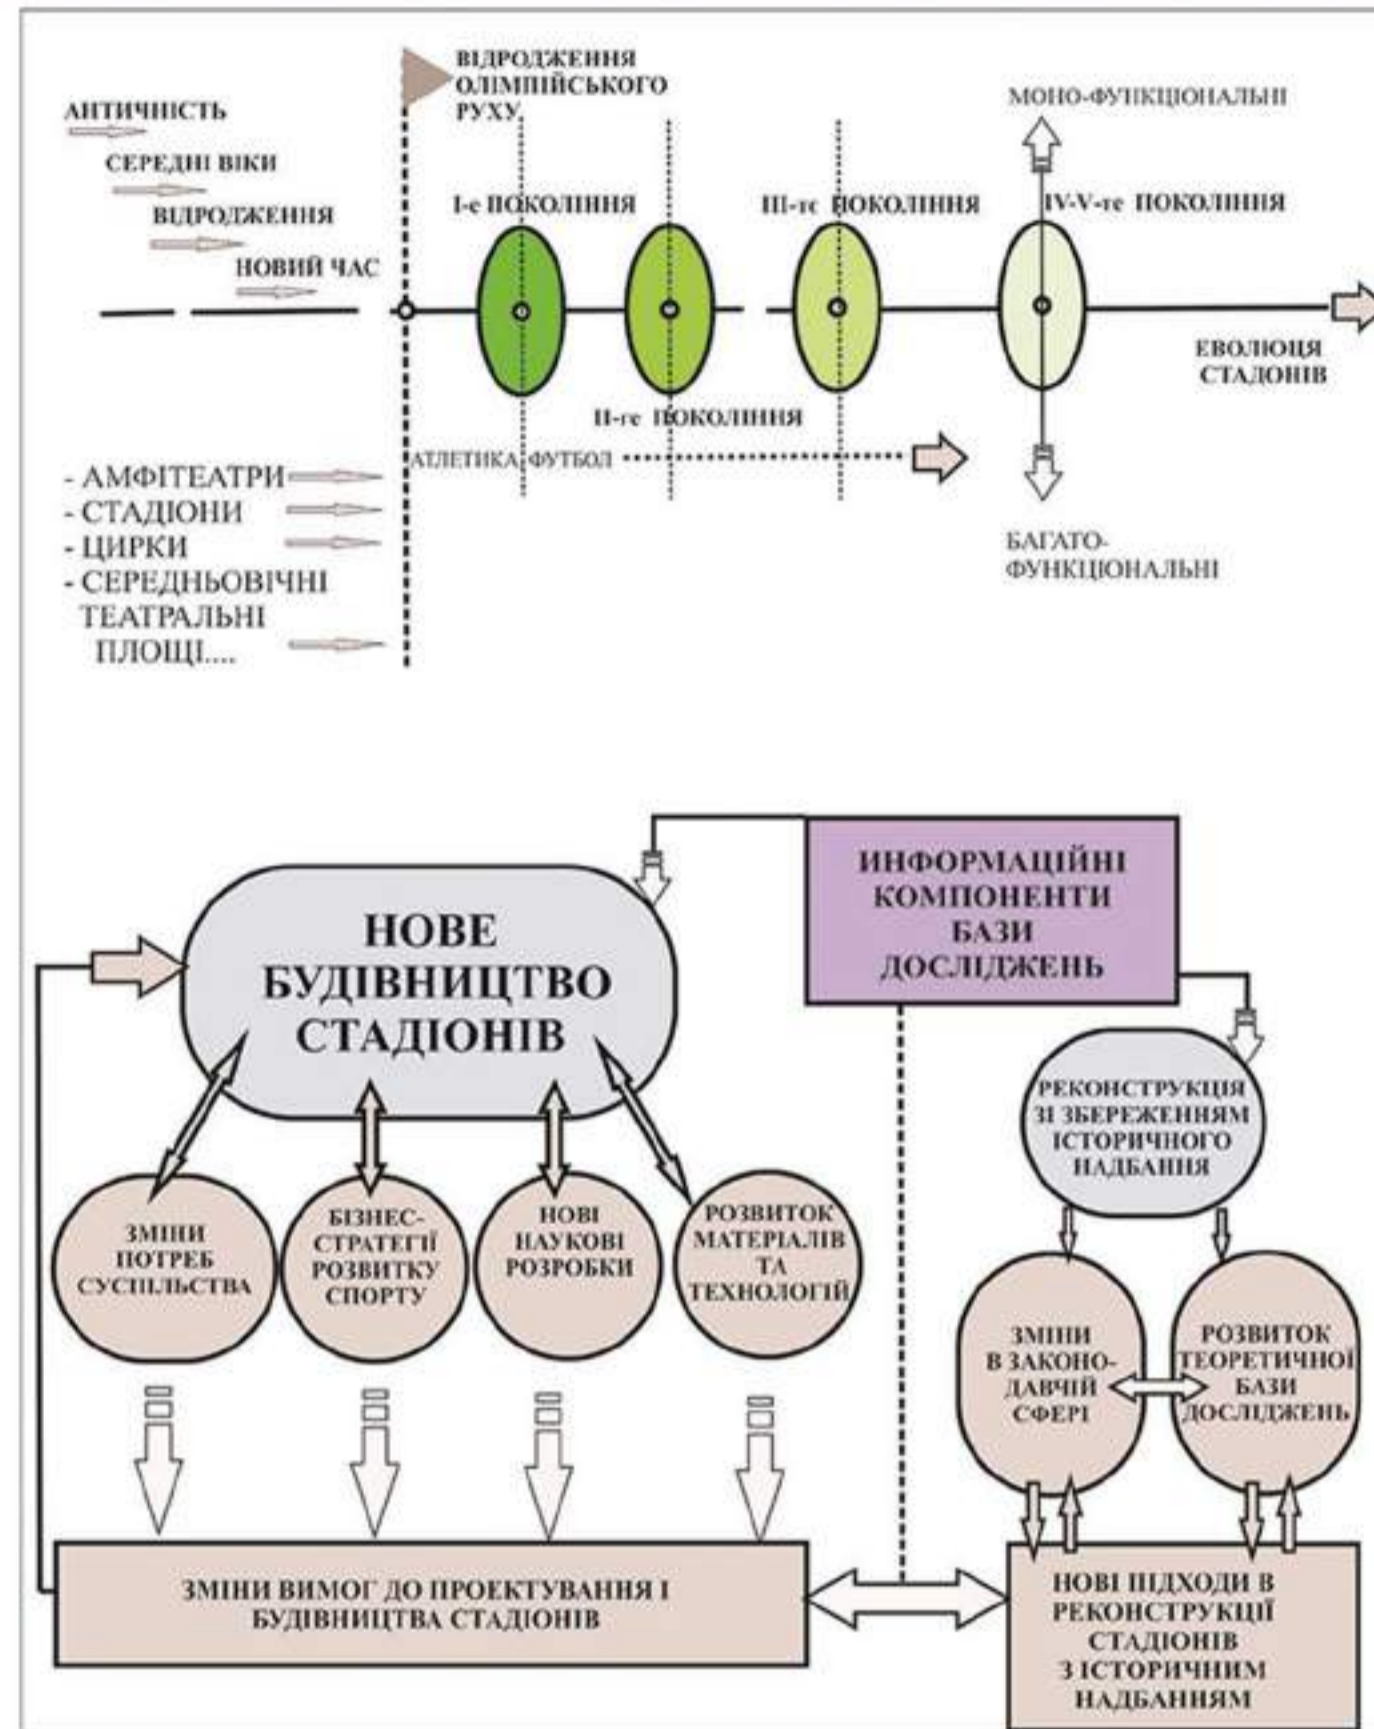 ВІДРОДЖЕННЯ
ОЛІМПІЙСЬКОГО
РУХУ
АНТИЧНІСТЬ
СЕРЕДНІ ВІКИ
ВІДРОДЖЕННЯ
НОВИЙ ЧАС
МОНО-ФУНКЦІОНАЛЬНІ
І-е ПОКОЛІННЯ
ІІІ-тє ПОКОЛІННЯ
IV-V-те ПОКОЛІННЯ
ЕВОЛЮЦЯ
СТАДОНІВ
ІІ-ге ПОКОЛІННЯ
АТЛЕТИКА, ФУТБОЛ
- АМФІТЕАТРИ
- СТАДІОНИ
- ЦИРКИ
- СЕРЕДНЬОВІЧНІ
ТЕАТРАЛЬНІ
ПЛОЩІ....
БАГАТО-
ФУНКЦІОНАЛЬНІ
ИНФОРМАЦІЙНІ
КОМПОНЕНТИ
БАЗИ
ДОСЛІДЖЕНЬ
НОВЕ
БУДІВНИЦТВО
СТАДІОНІВ
РЕКОНСТРУКЦІЯ
ЗІ ЗБЕРЕЖЕННЯМ
ІСТОРИЧНОГО
НАДБАННЯ
ЗМІНИ
ПОТРЕБ
СУСПІЛЬСТВА
БІЗНЕС-
СТРАТЕГІЇ
РОЗВИТКУ
СПОРТУ
НОВІ
НАУКОВІ
РОЗРОБКИ
РОЗВИТОК
МАТЕРІАЛІВ
ТА
ТЕХНОЛОГІЙ
ЗМІНИ
В ЗАКОНО-
ДАВЧІЙ
СФЕРІ
РОЗВИТОК
ТЕОРЕТИЧНОЇ
БАЗИ
ДОСЛІДЖЕНЬ
ЗМІНИ ВИМОГ ДО ПРОЕКТУВАННЯ І
БУДІВНИЦТВА СТАДІОНІВ
НОВІ ПІДХОДИ В
РЕКОНСТРУКЦІЇ
СТАДІОНІВ
З ІСТОРИЧНИМ
НАДБАННЯМ